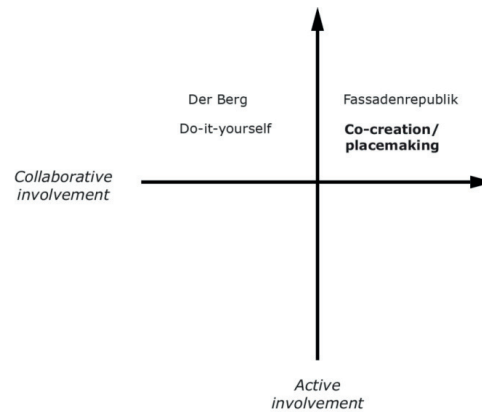 Der Berg
Fassadenrepublik
Do-it-yourself
Co-creation/
placemaking
Collaborative
involvement
Active
involvement